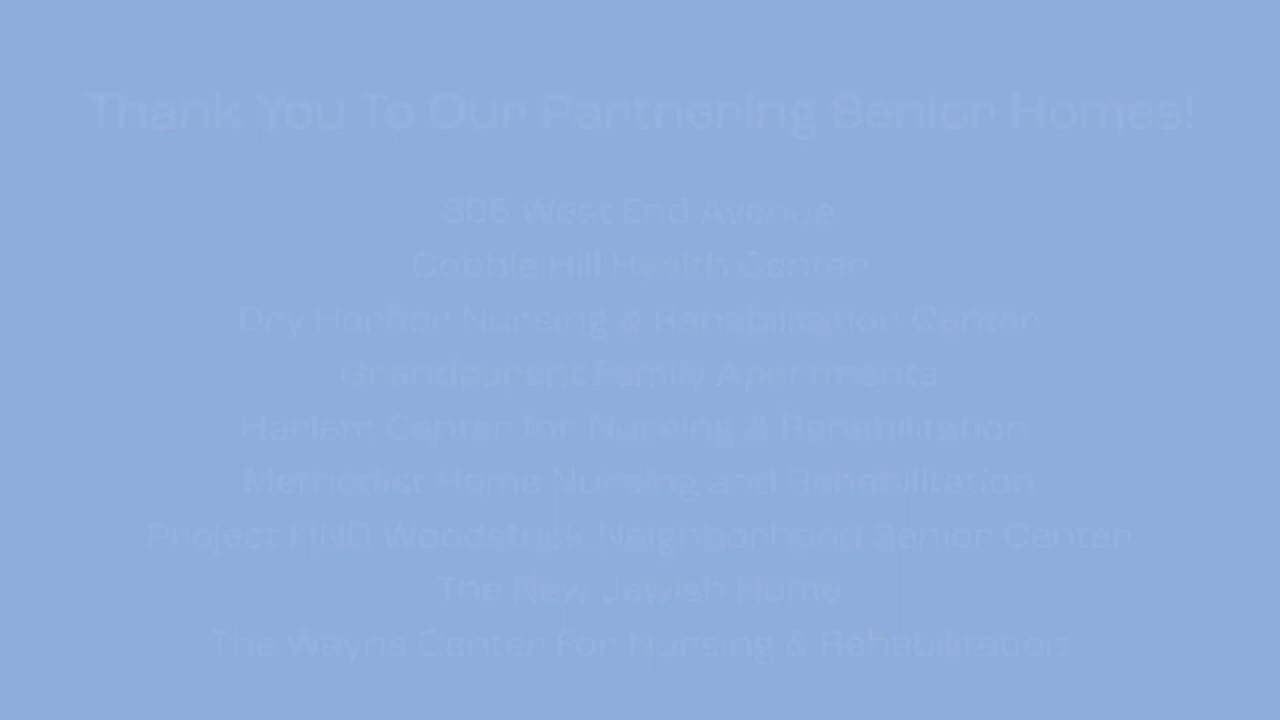 Thank You To Our Partnering Senior Homes!
305 West End Avenue
Cobble Hill Health Center
Dry Harbor Nursing & Rehabilitation Center
Grandparent Family Apartments
Harlem Center for Nursing & Rehabilitation
Methodist Home Nursing and Rehabilitation
Project FIND Woodstock Neighborhood Senior Center
The New Jewish Home
The Wayne Center For Nursing & Rehabilitation